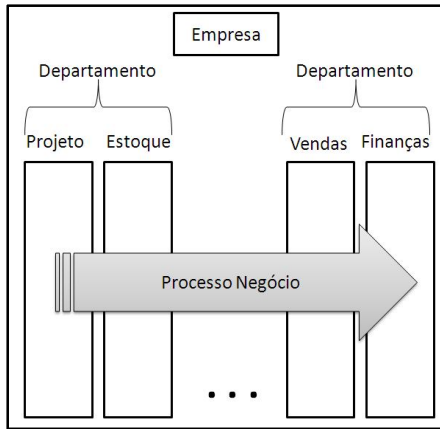 Empresa
Departamento Departamento
Projeto Estoque Vendas Finanças
Processo Negócio
...